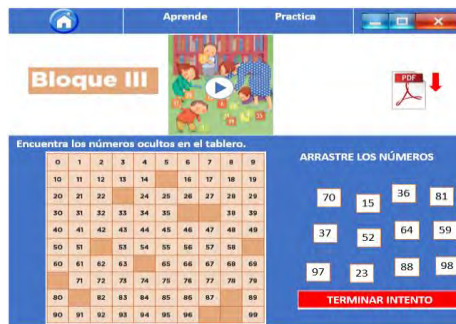 Aprende Practica
Bloque III
PDF
Encuentra los números ocultos en el tablero.
0 1 2 3 4 5 6 7 8 9
10 11 12 13 14 16 17 18 19
20 21 22 24 25 26 27 28 29
30 31 32 33 34 35 38 39
40 41 42 43 44 45 46 47 48 49
50 51 53 54 55 56 57 58
60 61 62 63 65 66 67 68 69
71 72 73 74 75 76 77 78 79
80 82 83 84 85 86 87 89
90 91 92 93 94 95 96 99
ARRASTRE LOS NÚMEROS
70 15 36 81
37 52 64 59
97 23 88 98
TERMINAR INTENTO